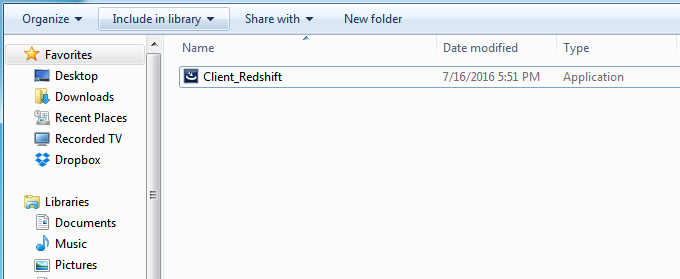 Organize Include in library Share with New folder
Favorites
Desktop
Downloads
Recent Places
Recorded TV
Dropbox
Libraries
Documents
Music
Pictures
Name Date modified Type
Client_Redshift 7/16/2016 5:51 PM Application